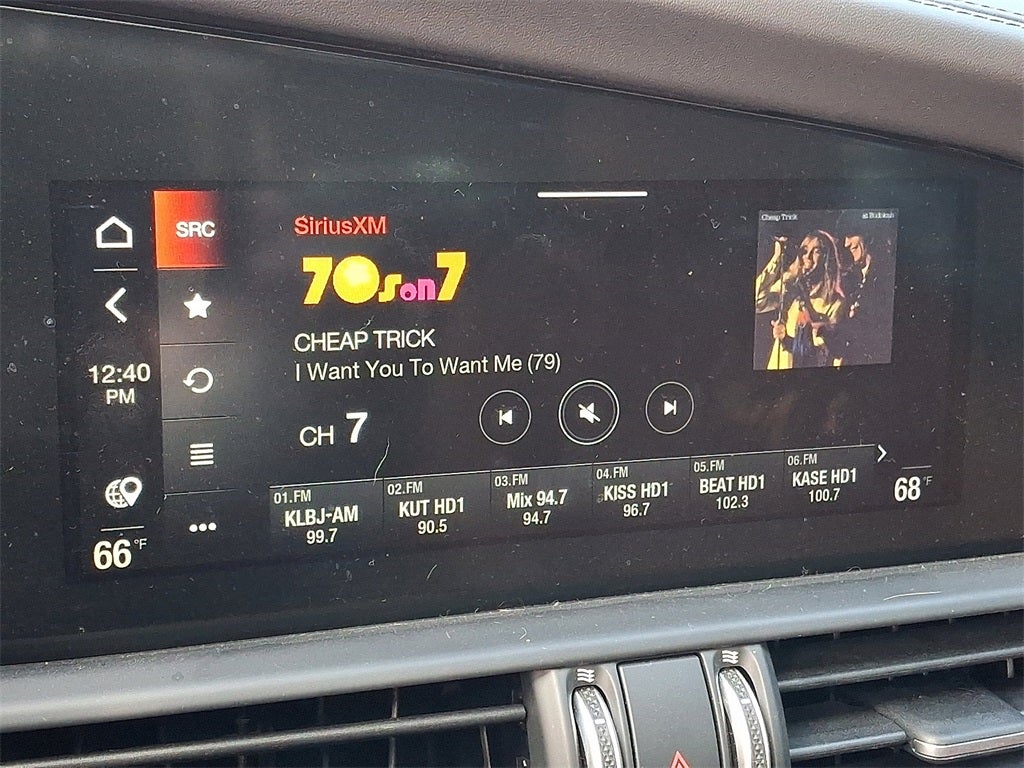 SRC
SiriusXM
70s on 7
CHEAP TRICK
I Want You To Want Me (79)
CH 7
Cheap Trick at Budokan
12:40
PM
66°F
01.FM
KLBJ-AM
99.7
02.FM
KUT HD1
90.5
03.FM
Mix 94.7
94.7
04.FM
KISS HD1
96.7
05.FM
BEAT HD1
102.3
06.FM
KASE HD1
100.7
68°F